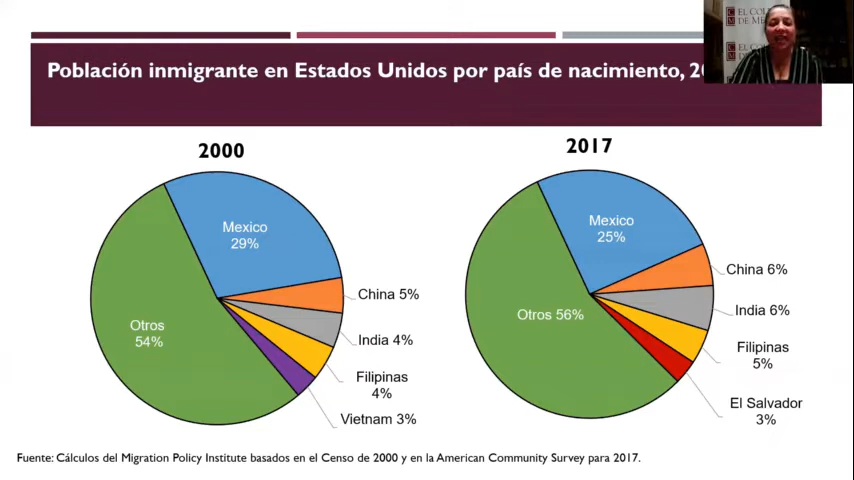 EL COL
DE ME
Población inmigrante en Estados Unidos por país de nacimiento,
2000
2017
Mexico
29%
China 5%
India 4%
Filipinas
4%
Vietnam 3%
Otros
54%
Mexico
25%
China 6%
India 6%
Filipinas
5%
El Salvador
3%
Otros 56%
Fuente: Cálculos del Migration Policy Institute basados en el Censo de 2000 y en la American Community Survey para 2017.